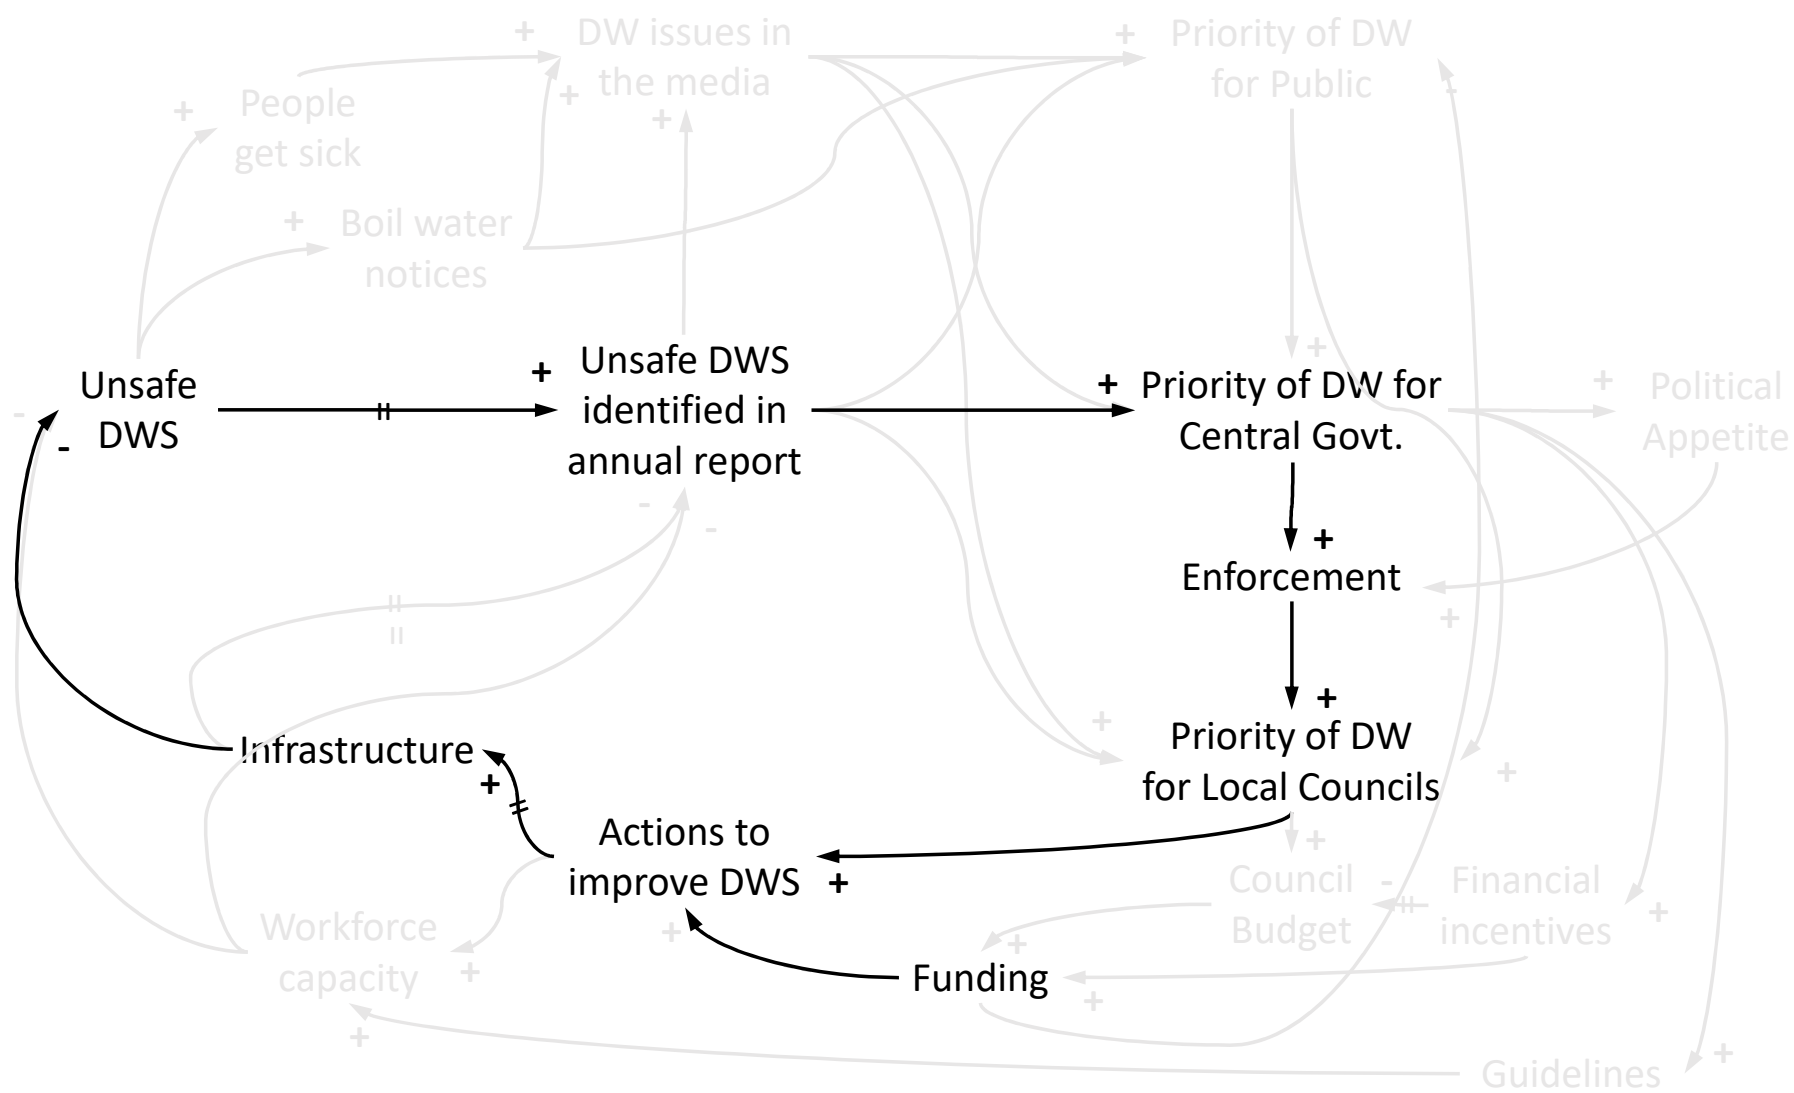 DW issues in
the media
Priority of DW
for Public
People
get sick
Boil water
notices
Unsafe
DWS
Unsafe DWS
identified in
annual report
Priority of DW for
Central Govt.
Political
Appetite
Enforcement
Priority of DW
for Local Councils
Infrastructure
Actions to
improve DWS
Council
Budget
Financial
incentives
Workforce
capacity
Funding
Guidelines
+
+
+
+
+
+
-
+
+
+
+
+
-
-
-
-
+
+
+
+
+
+
+
+
-
+
+
+
+
+
+
+